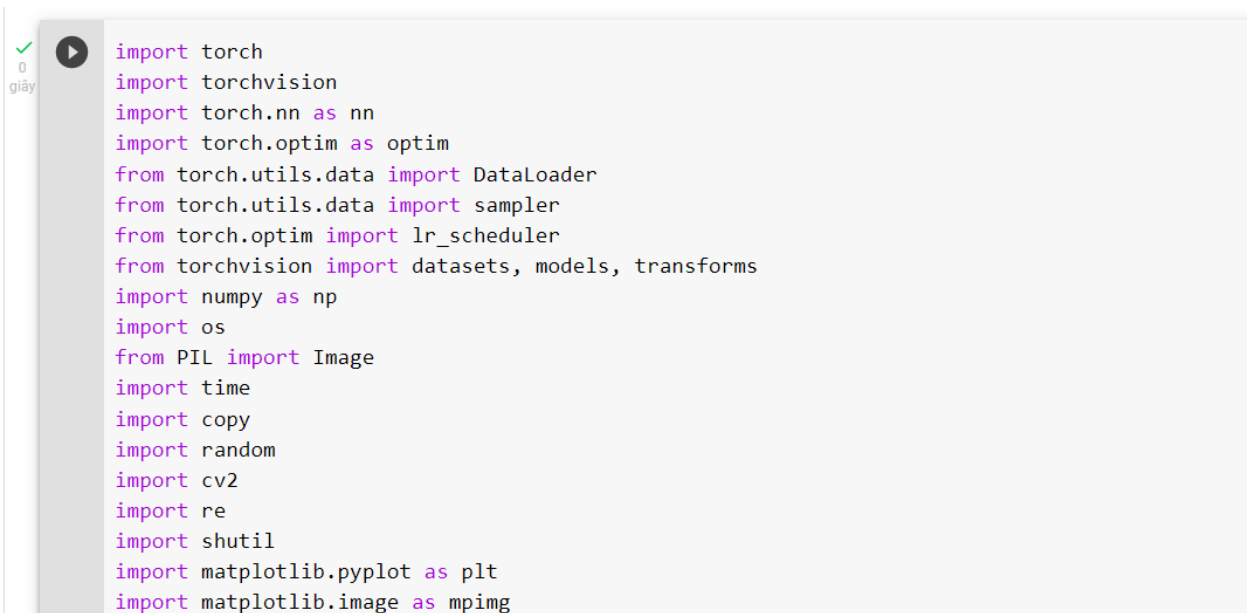 0
giây
import torch
import torchvision
import torch.nn as nn
import torch.optim as optim
from torch.utils.data import DataLoader
from torch.utils.data import sampler
from torch.optim import lr_scheduler
from torchvision import datasets, models, transforms
import numpy as np
import os
from PIL import Image
import time
import copy
import random
import cv2
import re
import shutil
import matplotlib.pyplot as plt
import matplotlib.image as mpimg